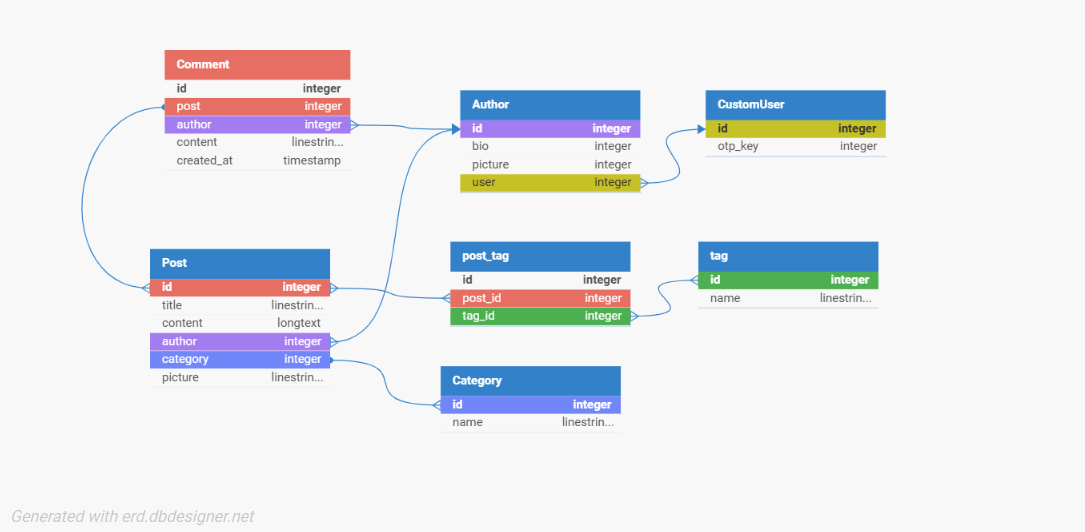 Comment
id integer
post integer
author integer
content linestrin...
created_at timestamp
Author
id integer
bio integer
picture integer
user integer
CustomUser
id integer
otp_key integer
Post
id integer
title linestrin...
content longtext
author integer
category integer
picture linestrin...
post_tag
id integer
post_id integer
tag_id integer
tag
id integer
name linestrin...
Category
id integer
name linestrin...
Generated with erd.dbdesigner.net